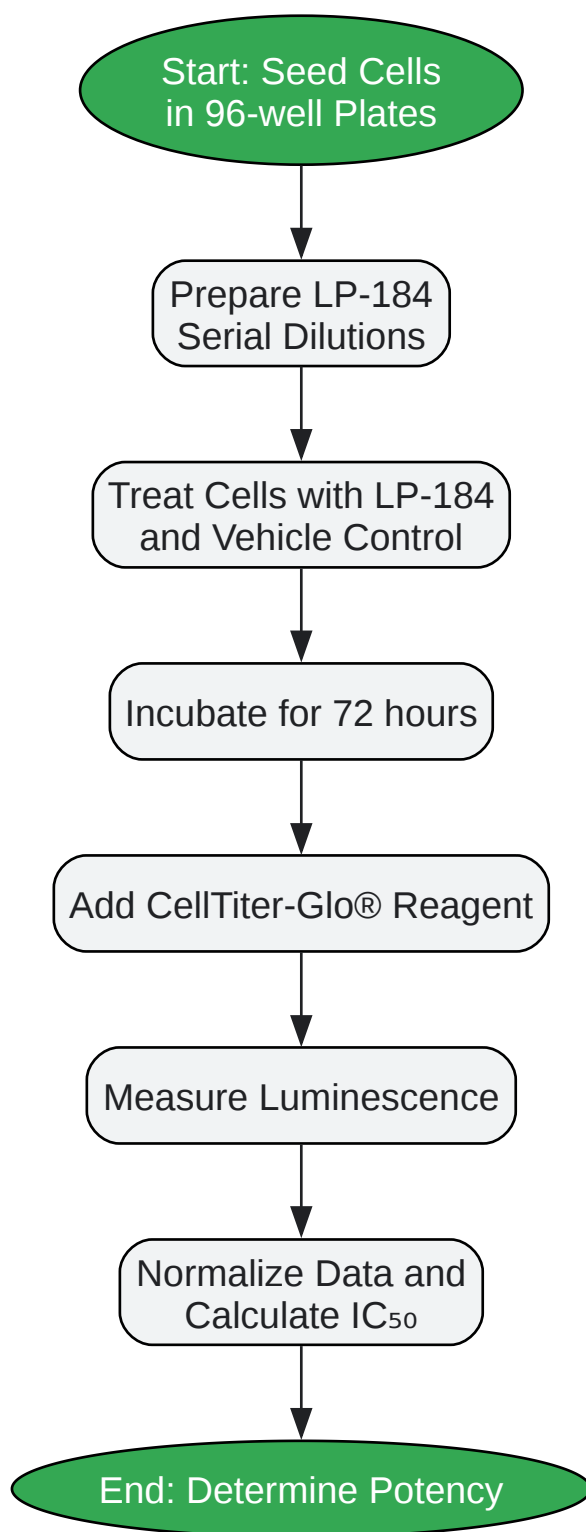 Start: Seed Cells
in 96-well Plates
Prepare LP-184
Serial Dilutions
Treat Cells with LP-184
and Vehicle Control
Incubate for 72 hours
Add CellTiter-Glo® Reagent
Measure Luminescence
Normalize Data and
Calculate IC₅₀
End: Determine Potency